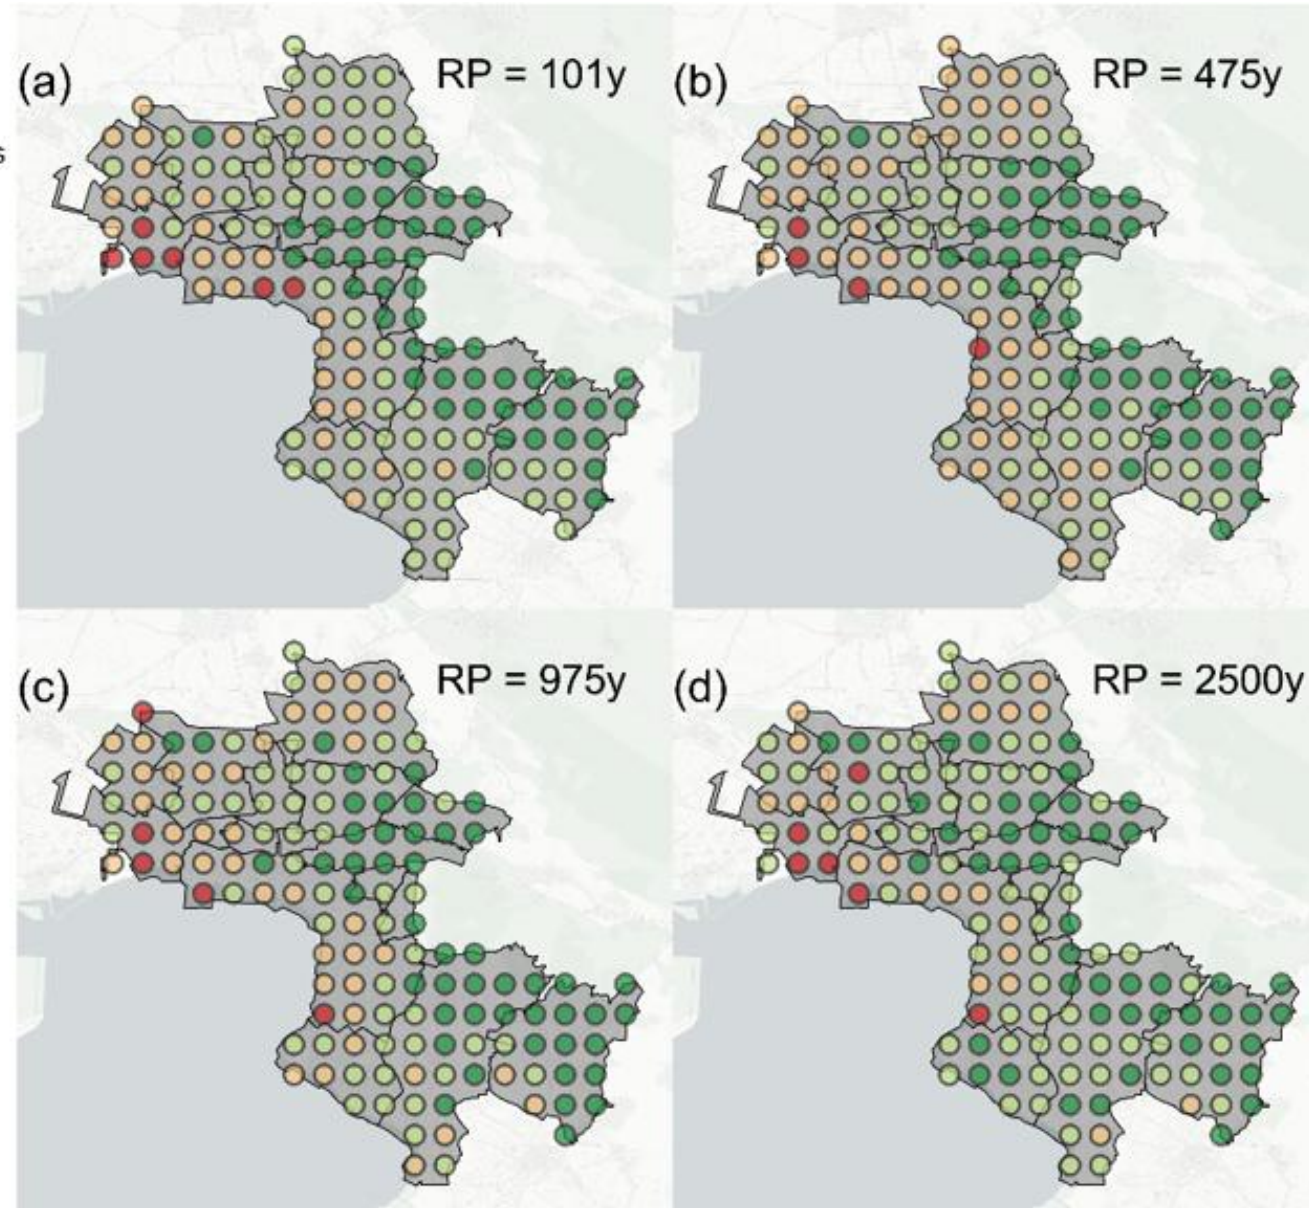 (a) RP = 101y
(b) RP = 475y
s
(c) RP = 975y
(d) RP = 2500y